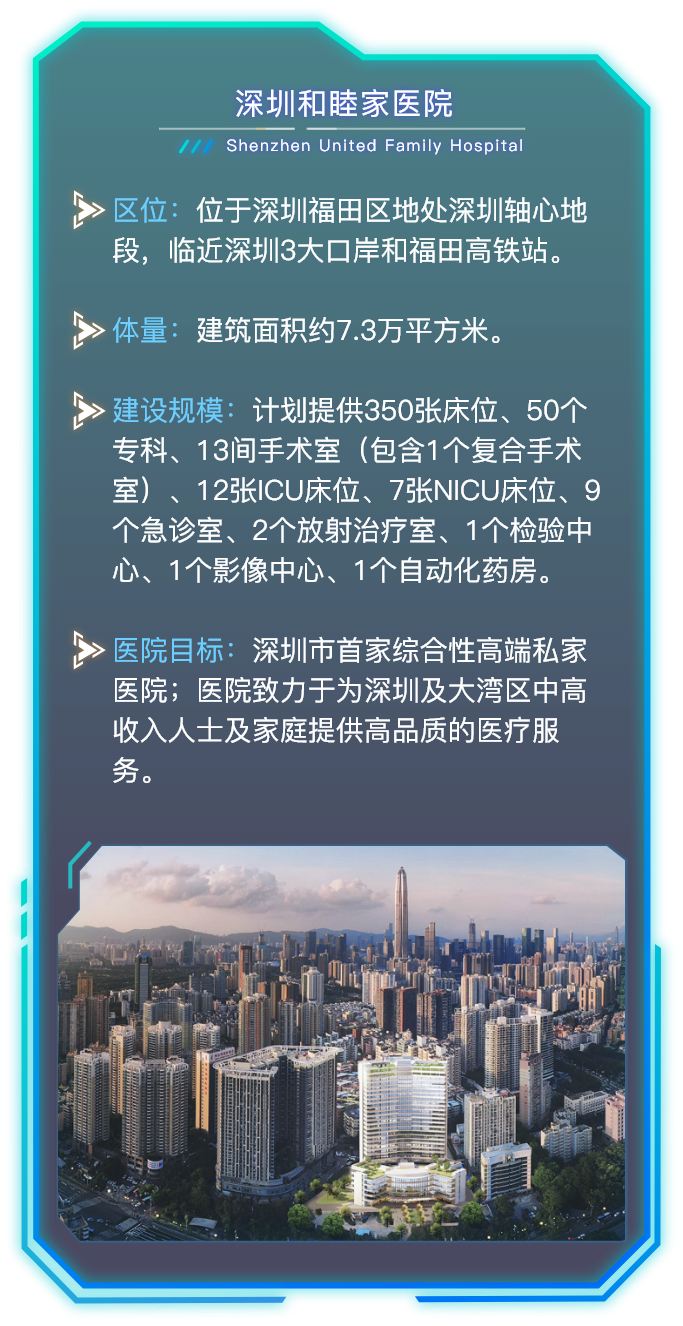 深圳和睦家医院
Shenzhen United Family Hospital
区位：位于深圳福田区地处深圳轴心地
段，临近深圳3大口岸和福田高铁站。
体量：建筑面积约7.3万平方米。
建设规模：计划提供350张床位、50个
专科、13间手术室（包含1个复合手术
室）、12张ICU床位、7张NICU床位、9
个急诊室、2个放射治疗室、1个检验中
心、1个影像中心、1个自动化药房。
医院目标：深圳市首家综合性高端私家
医院；医院致力于为深圳及大湾区中高
收入人士及家庭提供高品质的医疗服
务。